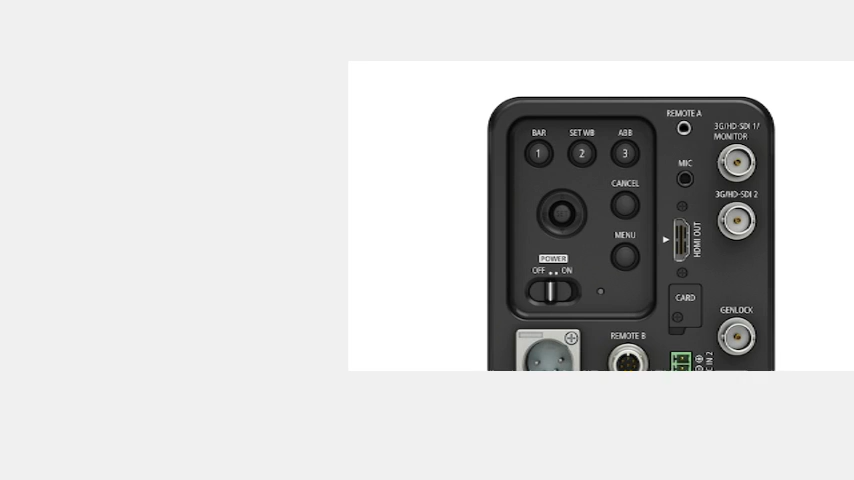 REMOTE A
3G/HD-SDI 1/
MONITOR
BAR
SET WB
ABB
1
2
3
MIC
CANCEL
3G/HD-SDI 2
MENU
HDMI OUT
POWER
OFF
ON
CARD
GENLOCK
REMOTE B